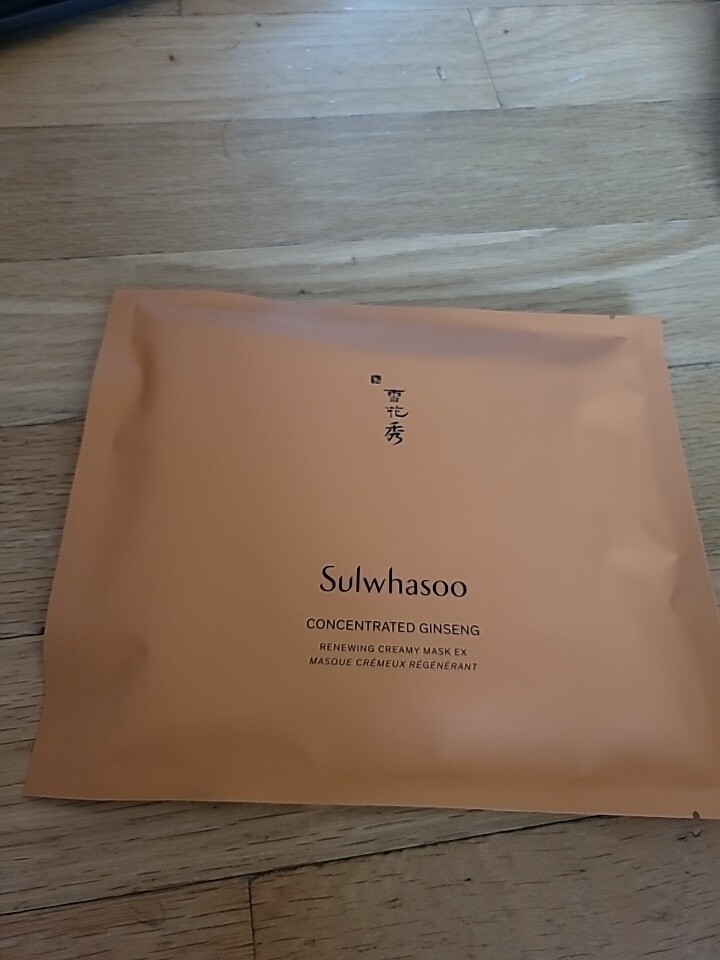 雪花秀
Sulwhasoo
CONCENTRATED GINSENG
RENEWING CREAMY MASK EX
MASQUE CRÉMEUX RÉGÉNÉRANT